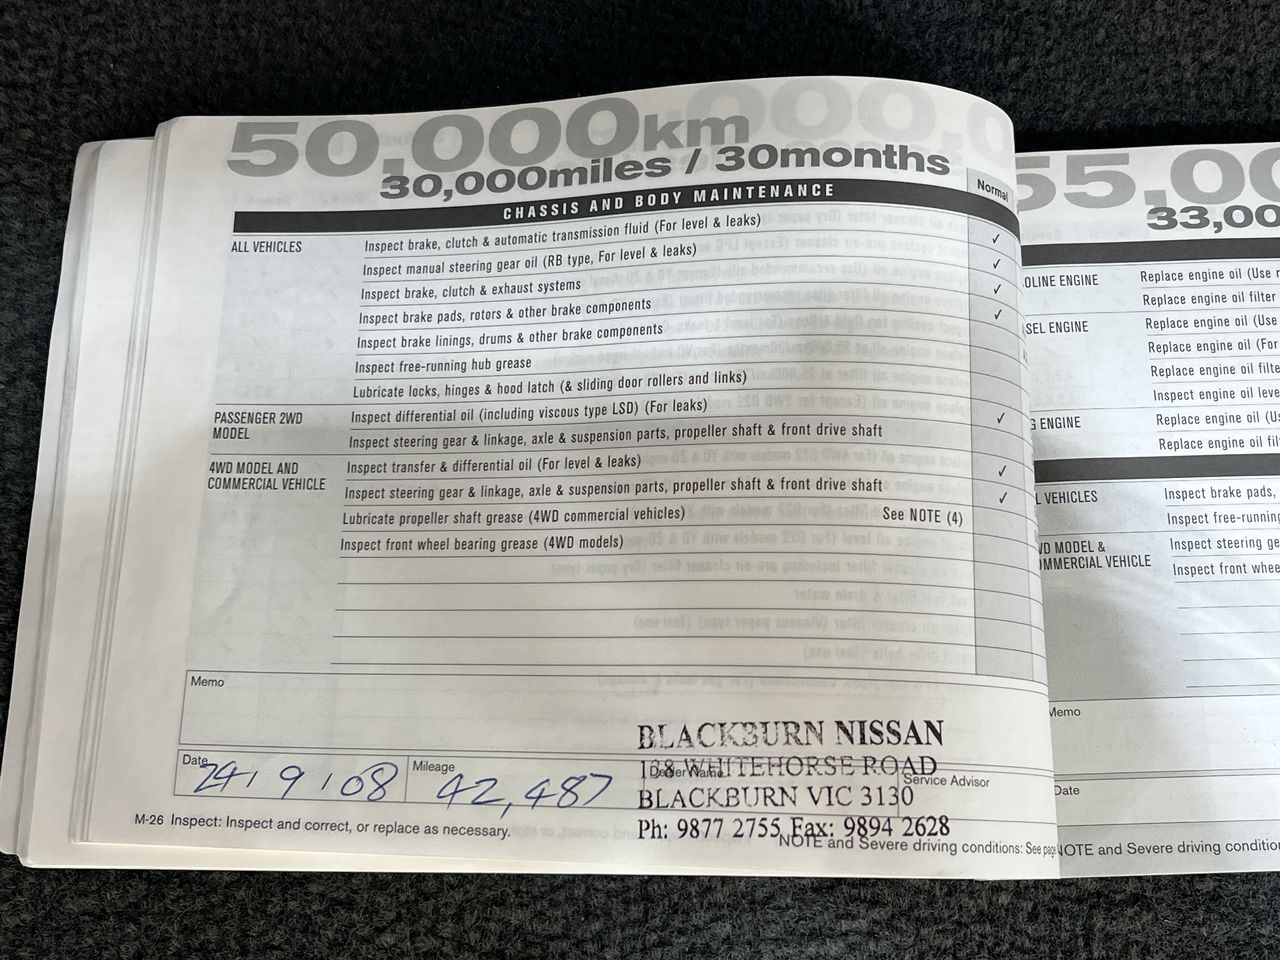 50,000km
30,000miles / 30months
CHASSIS AND BODY MAINTENANCE
Normal
ALL VEHICLES
Inspect brake, clutch & automatic transmission fluid (For level & leaks) ✓
Inspect manual steering gear oil (RB type, For level & leaks) ✓
Inspect brake, clutch & exhaust systems ✓
Inspect brake pads, rotors & other brake components ✓
Inspect brake linings, drums & other brake components
Inspect free-running hub grease
Lubricate locks, hinges & hood latch (& sliding door rollers and links)
PASSENGER 2WD
MODEL
Inspect differential oil (including viscous type LSD) (For leaks) ✓
Inspect steering gear & linkage, axle & suspension parts, propeller shaft & front drive shaft
4WD MODEL AND
COMMERCIAL VEHICLE
Inspect transfer & differential oil (For level & leaks) ✓
Inspect steering gear & linkage, axle & suspension parts, propeller shaft & front drive shaft ✓
Lubricate propeller shaft grease (4WD commercial vehicles) See NOTE (4)
Inspect front wheel bearing grease (4WD models)
Memo
Date
24/9/08
Mileage
42,487
Dealer Name
Service Advisor
BLACKBURN NISSAN
138 WHITEHORSE ROAD
BLACKBURN VIC 3130
Ph: 9877 2755 Fax: 9894 2628
M-26 Inspect: Inspect and correct, or replace as necessary.
NOTE and Severe driving conditions: See pag
55,00
33,00
OLINE ENGINE
Replace engine oil (Use r
Replace engine oil filter
SEL ENGINE
Replace engine oil (Use
Replace engine oil (For
Replace engine oil filte
Inspect engine oil leve
G ENGINE
Replace engine oil (Us
Replace engine oil filt
L VEHICLES
Inspect brake pads,
Inspect free-running
WD MODEL &
OMMERCIAL VEHICLE
Inspect steering ge
Inspect front whee
Memo
Date
NOTE and Severe driving conditio